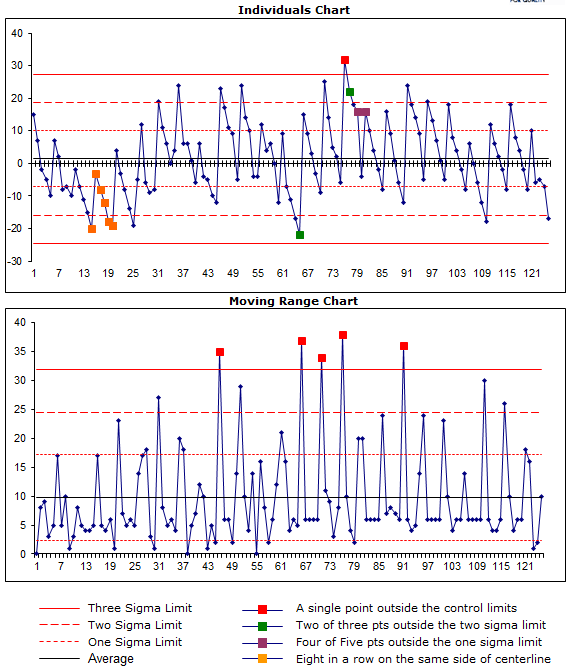 FOR QUALITY
Individuals Chart
40
30
20
10
0
-10
-20
-30
1 7 13 19 25 31 37 43 49 55 61 67 73 79 85 91 97 103 109 115 121
Moving Range Chart
40
35
30
25
20
15
10
5
0
1 7 13 19 25 31 37 43 49 55 61 67 73 79 85 91 97 103 109 115 121
Three Sigma Limit
A single point outside the control limits
Two Sigma Limit
Two of three pts outside the two sigma limit
One Sigma Limit
Four of Five pts outside the one sigma limit
Average
Eight in a row on the same side of centerline